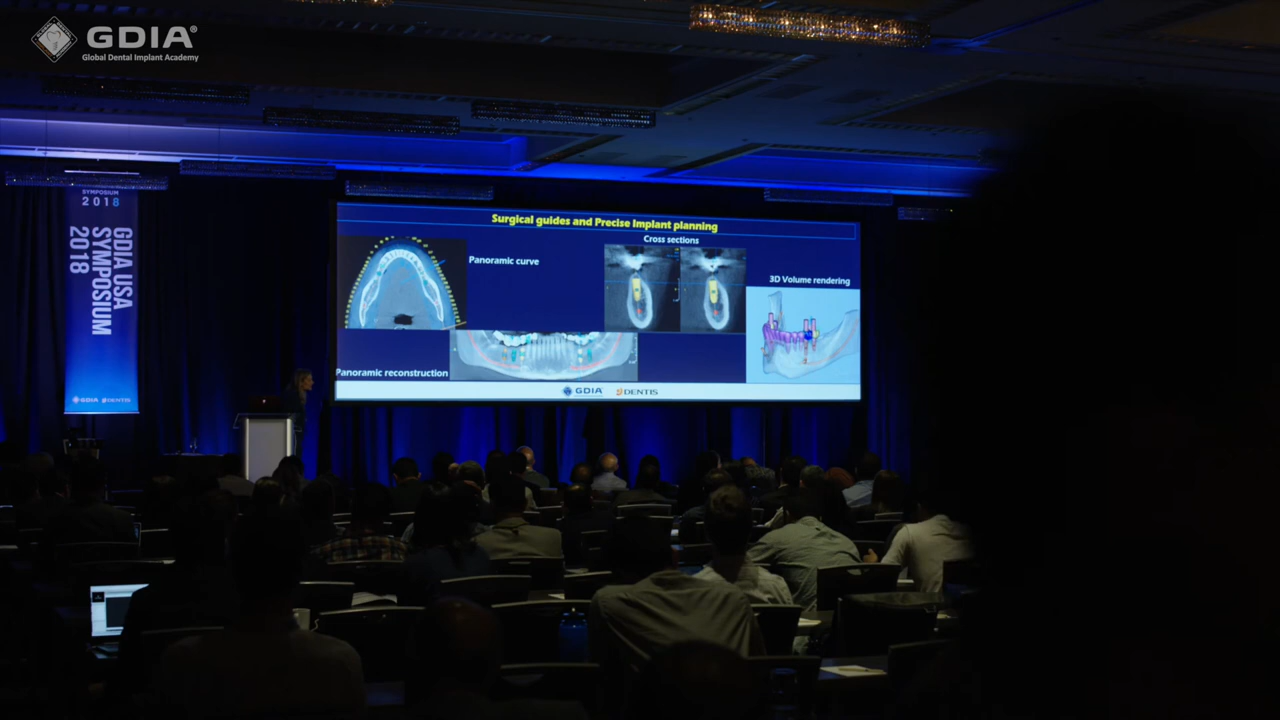 GDIA®
Global Dental Implant Academy
SYMPOSIUM
2018
GDIA USA
SYMPOSIUM
2018
GDIA DENTIS
Surgical guides and Precise Implant planning
Cross sections
Panoramic curve
3D Volume rendering
Panoramic reconstruction
GDIA DENTIS